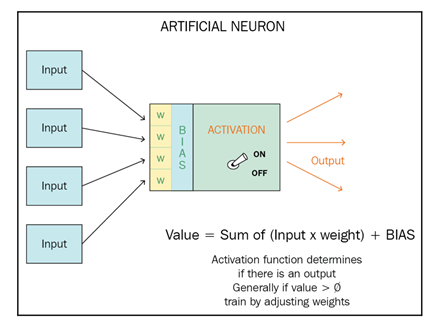 ARTIFICIAL NEURON
Input
Input
Input
Input
W
W
W
W
BIAS
ACTIVATION
ON
OFF
Output
Value = Sum of (Input x weight) + BIAS
Activation function determines
if there is an output
Generally if value > Ø
train by adjusting weights